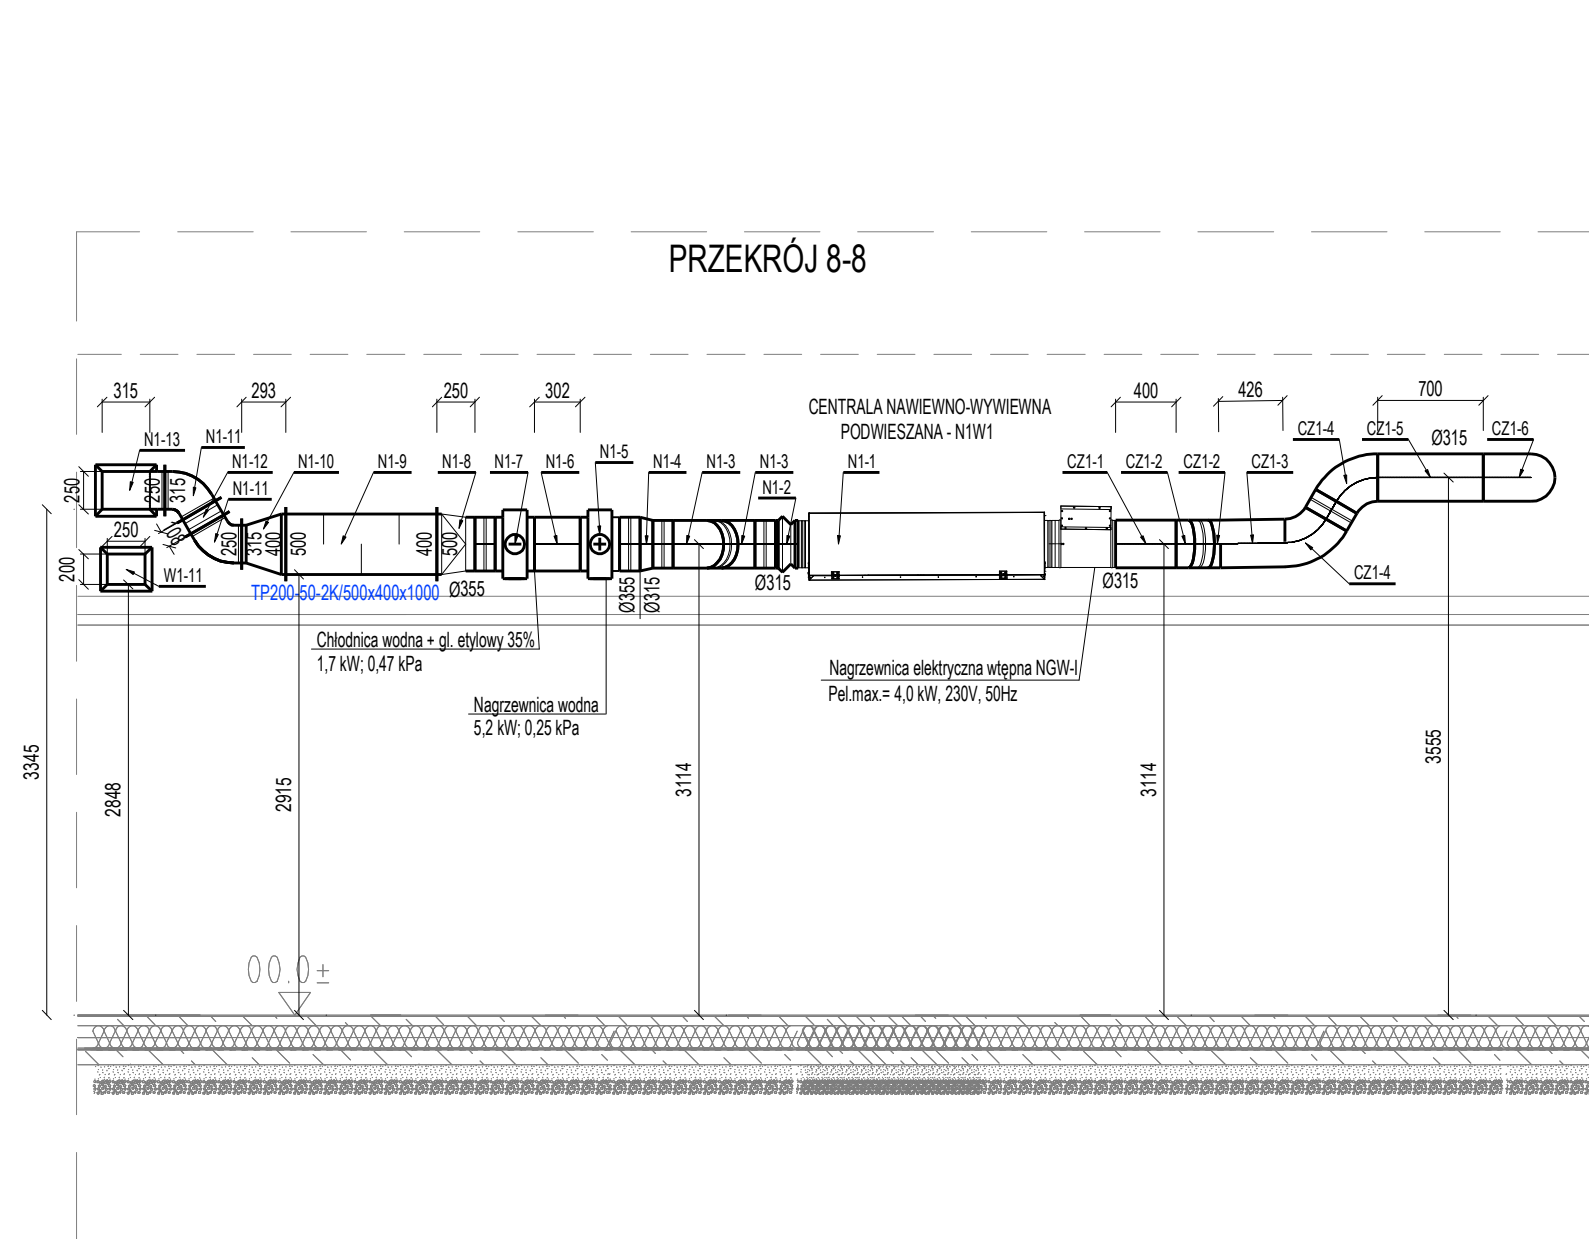 PRZEKRÓJ 8-8
315
293
250
302
400
426
700
CENTRALA NAWIEWNO-WYWIEWNA
PODWIESZANA - N1W1
N1-13
N1-11
N1-12
N1-11
N1-10
N1-9
N1-8
N1-7
N1-6
N1-5
N1-4
N1-3
N1-3
N1-2
N1-1
CZ1-1
CZ1-2
CZ1-2
CZ1-3
CZ1-4
CZ1-5
Ø315
CZ1-6
CZ1-4
250
250
315
250
200
W1-11
80
250
315
400
500
400
500
TP200-50-2K/500x400x1000
Ø355
Ø355
Ø315
Ø315
Ø315
Chłodnica wodna + gl. etylowy 35%
1,7 kW; 0,47 kPa
Nagrzewnica wodna
5,2 kW; 0,25 kPa
Nagrzewnica elektryczna wtępna NGW-I
Pel.max.= 4,0 kW, 230V, 50Hz
3345
2848
2915
3114
3114
3555
00.0±